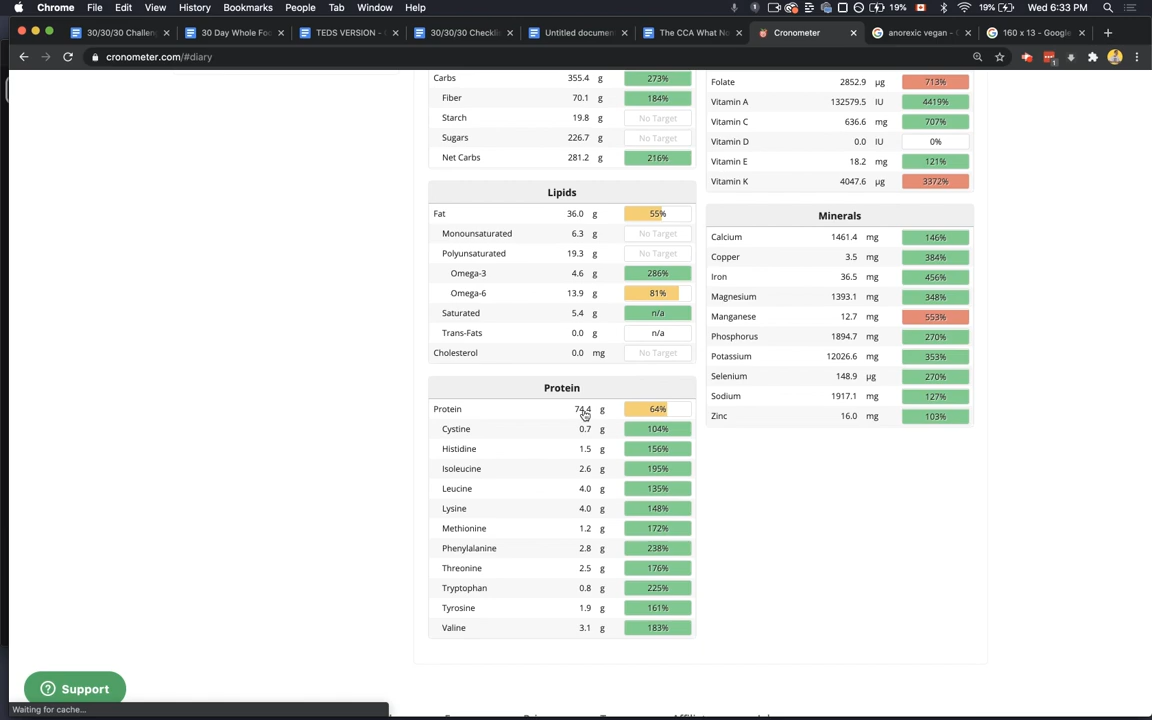 Chrome File Edit View History Bookmarks People Tab Window Help 19% 19% Wed 6:33 PM
30/30/30 Challen 30 Day Whole Foo TEDS VERSION - 30/30/30 Checkli Untitled documen The CCA What No Cronometer anorexic vegan - 160 x 13 - Google
cronometer.com/#diary
Carbs 355.4 g 273%
Fiber 70.1 g 184%
Starch 19.8 g No Target
Sugars 226.7 g No Target
Net Carbs 281.2 g 216%
Lipids
Fat 36.0 g 55%
Monounsaturated 6.3 g No Target
Polyunsaturated 19.3 g No Target
Omega-3 4.6 g 286%
Omega-6 13.9 g 81%
Saturated 5.4 g n/a
Trans-Fats 0.0 g n/a
Cholesterol 0.0 mg No Target
Protein
Protein 74.4 g 64%
Cystine 0.7 g 104%
Histidine 1.5 g 156%
Isoleucine 2.6 g 195%
Leucine 4.0 g 135%
Lysine 4.0 g 148%
Methionine 1.2 g 172%
Phenylalanine 2.8 g 238%
Threonine 2.5 g 176%
Tryptophan 0.8 g 225%
Tyrosine 1.9 g 161%
Valine 3.1 g 183%
Folate 2852.9 µg 713%
Vitamin A 132579.5 IU 4419%
Vitamin C 636.6 mg 707%
Vitamin D 0.0 IU 0%
Vitamin E 18.2 mg 121%
Vitamin K 4047.6 µg 3372%
Minerals
Calcium 1461.4 mg 146%
Copper 3.5 mg 384%
Iron 36.5 mg 456%
Magnesium 1393.1 mg 348%
Manganese 12.7 mg 553%
Phosphorus 1894.7 mg 270%
Potassium 12026.6 mg 353%
Selenium 148.9 µg 270%
Sodium 1917.1 mg 127%
Zinc 16.0 mg 103%
Support
Waiting for cache...